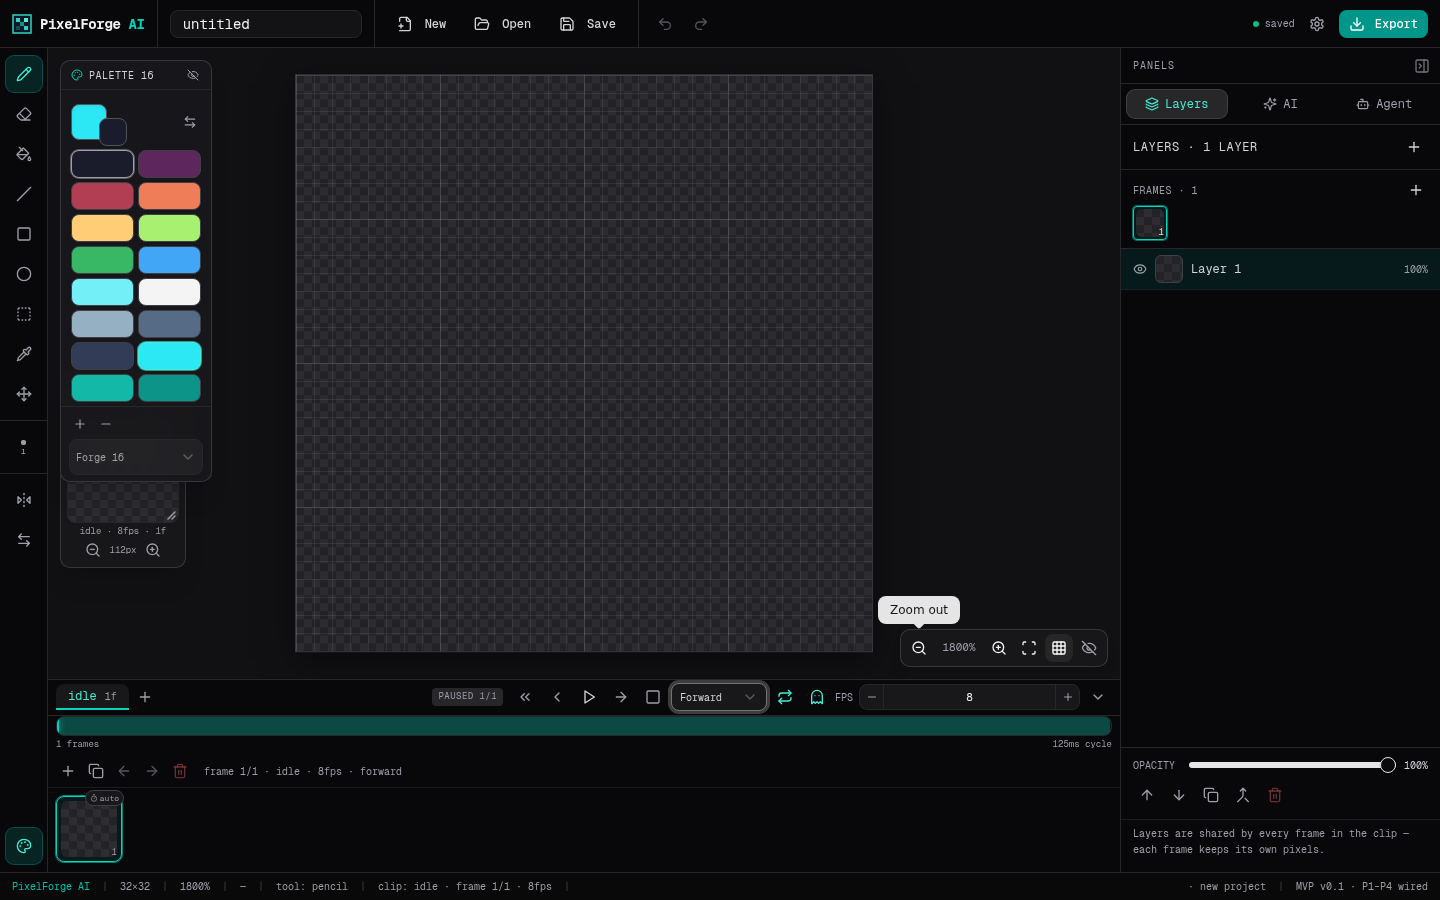 PixelForge AI
untitled
New
Open
Save
saved
Export
PALETTE 16
Forge 16
idle · 8fps · 1f
112px
1
Zoom out
1800%
PANELS
Layers
AI
Agent
LAYERS · 1 LAYER
FRAMES · 1
1
Layer 1
100%
idle 1f
PAUSED 1/1
Forward
FPS
8
1 frames
125ms cycle
frame 1/1 · idle · 8fps · forward
auto
1
OPACITY
100%
Layers are shared by every frame in the clip —
each frame keeps its own pixels.
PixelForge AI
32×32
1800%
—
tool: pencil
clip: idle · frame 1/1 · 8fps
· new project
MVP v0.1 · P1–P4 wired